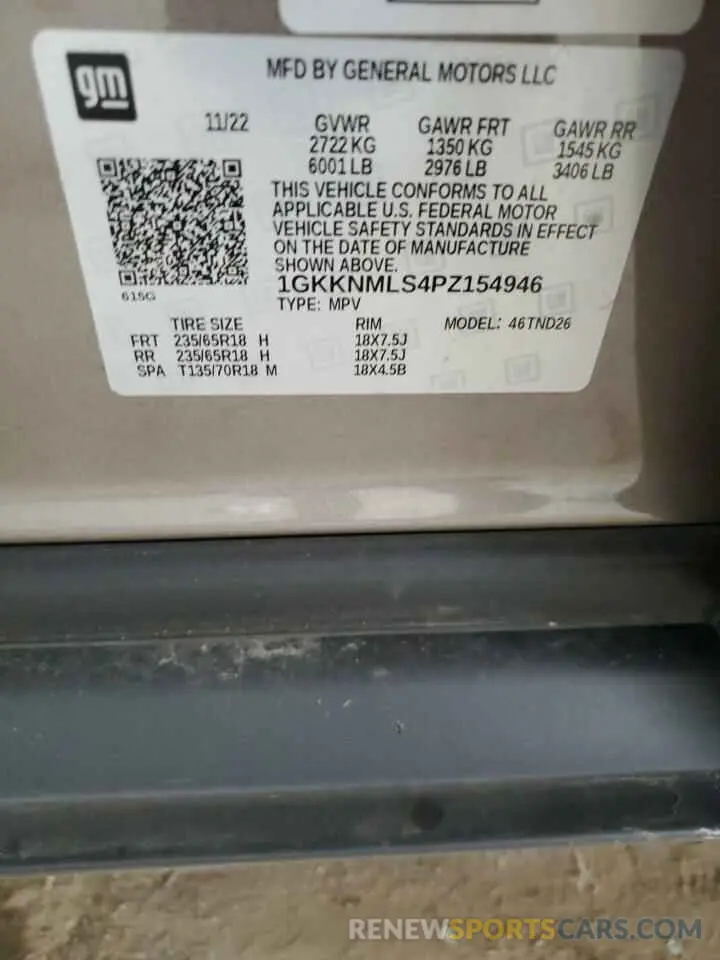 gm
MFD BY GENERAL MOTORS LLC
11/22 GVWR GAWR FRT GAWR RR
2722 KG 1350 KG 1545 KG
6001 LB 2976 LB 3406 LB
THIS VEHICLE CONFORMS TO ALL
APPLICABLE U.S. FEDERAL MOTOR
VEHICLE SAFETY STANDARDS IN EFFECT
ON THE DATE OF MANUFACTURE
SHOWN ABOVE.
1GKKNMLS4PZ154946
615G
TYPE: MPV
TIRE SIZE RIM MODEL: 46TND26
FRT 235/65R18 H 18X7.5J
RR 235/65R18 H 18X7.5J
SPA T135/70R18 M 18X4.5B
RENEWSPORTSCARS.COM